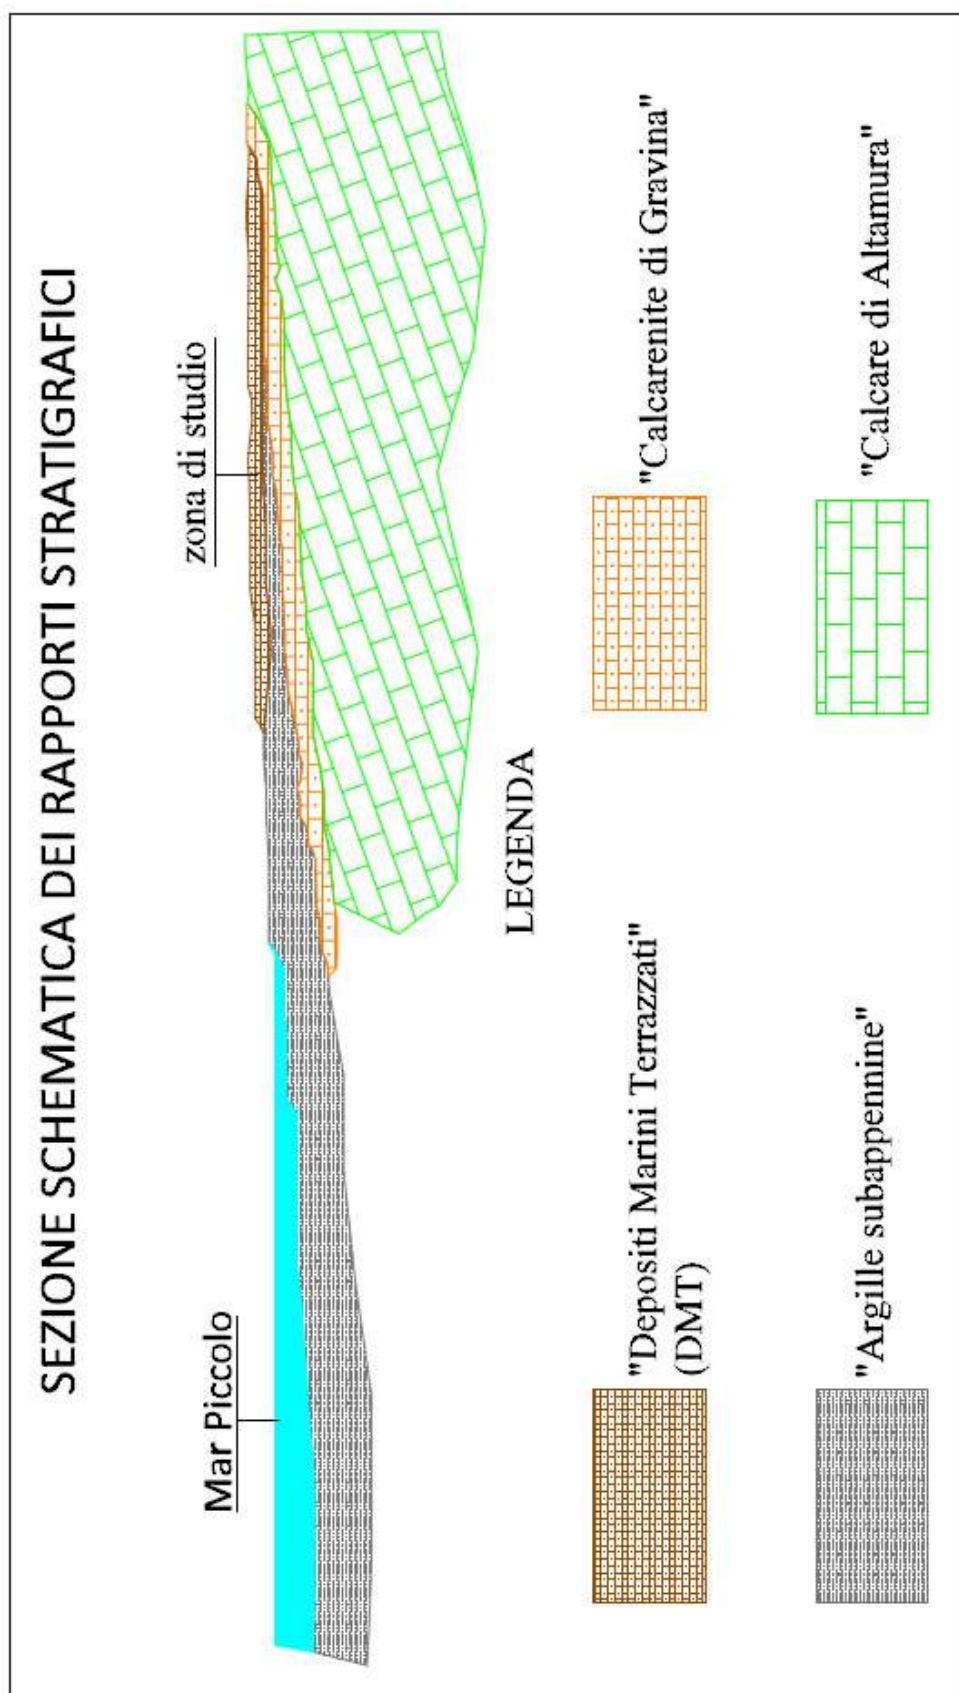 SEZIONE SCHEMATICA DEI RAPPORTI STRATIGRAFICI
Mar Piccolo
zona di studio
LEGENDA
"Depositi Marini Terrazzati"
(DMT)
"Calcarenite di Gravina"
"Argille subappennine"
"Calcare di Altamura"